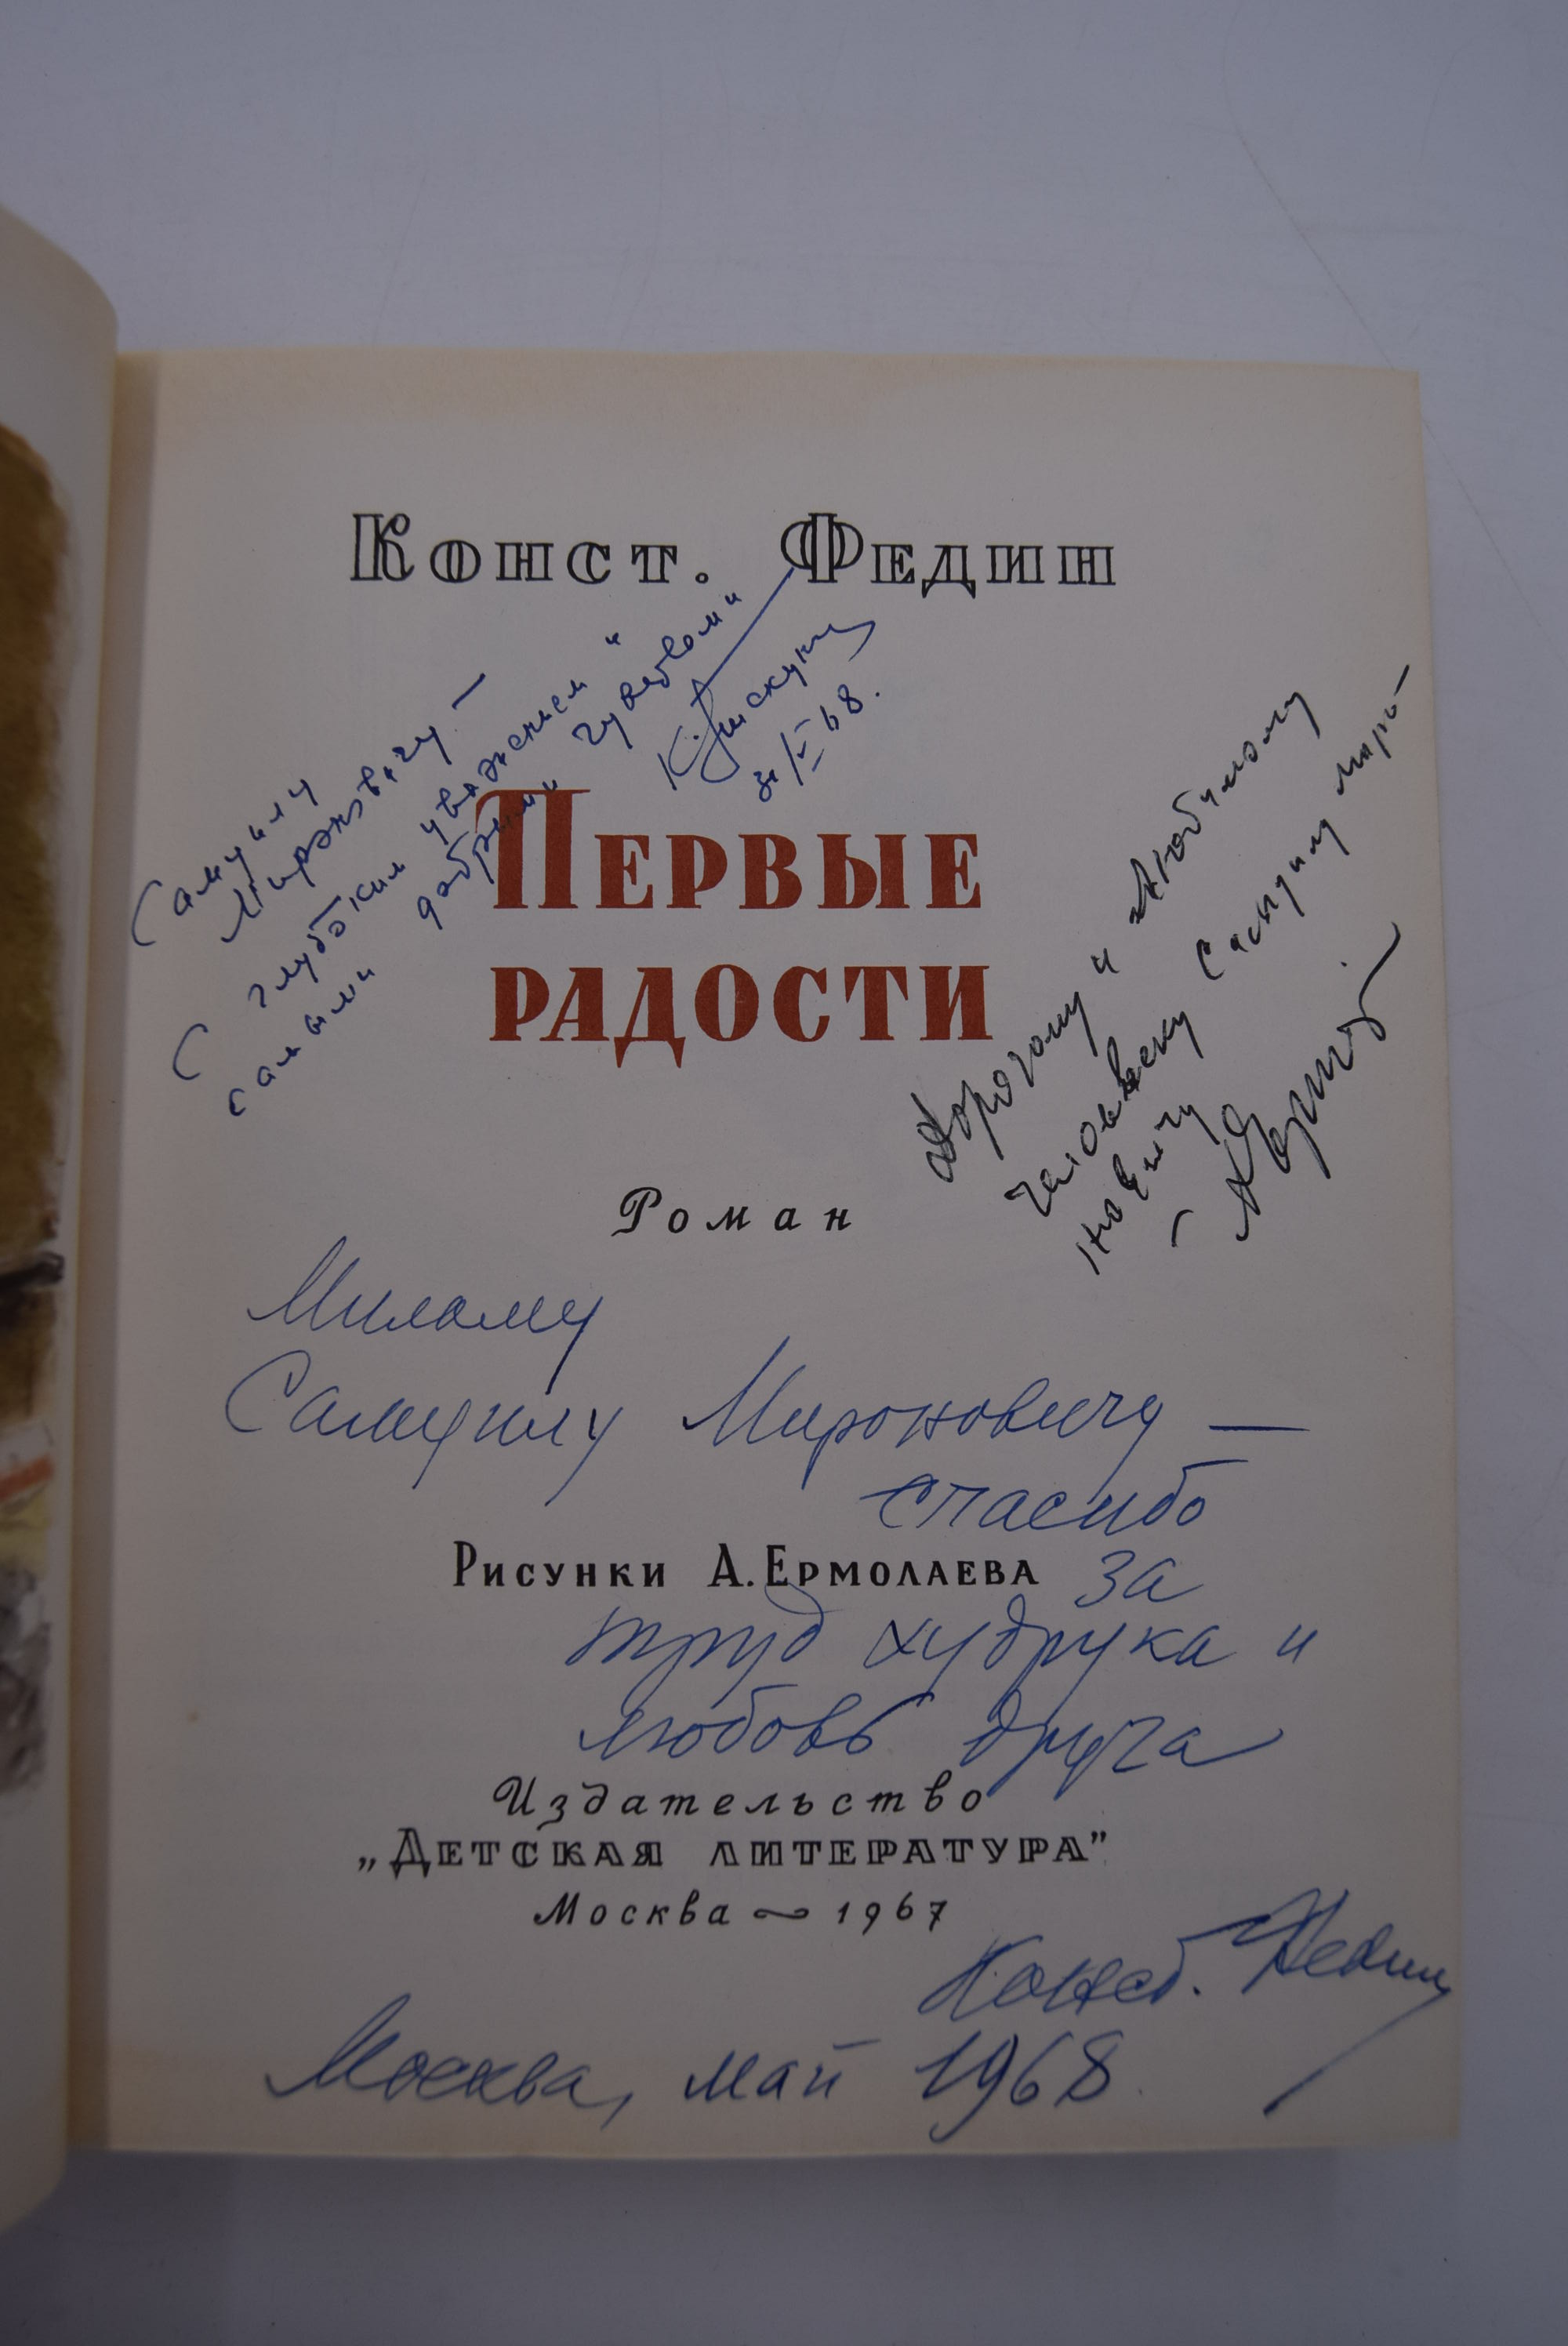 Конст. Федин
Самуилу
Мироновичу —
С глубоким уважением и
самыми добрыми чувствами
К. Пискунов
31/V 68.
Первые
радости
Дорогому и любимому
человеку Самуилу Миро-
новичу
Роман
Милому
Самуилу Мироновичу —
спасибо
за
Рисунки А. Ермолаева
труд худрука и
любовь друга
Издательство
„Детская литература"
Москва ~ 1967
Конст. Федин
Москва, май 1968.